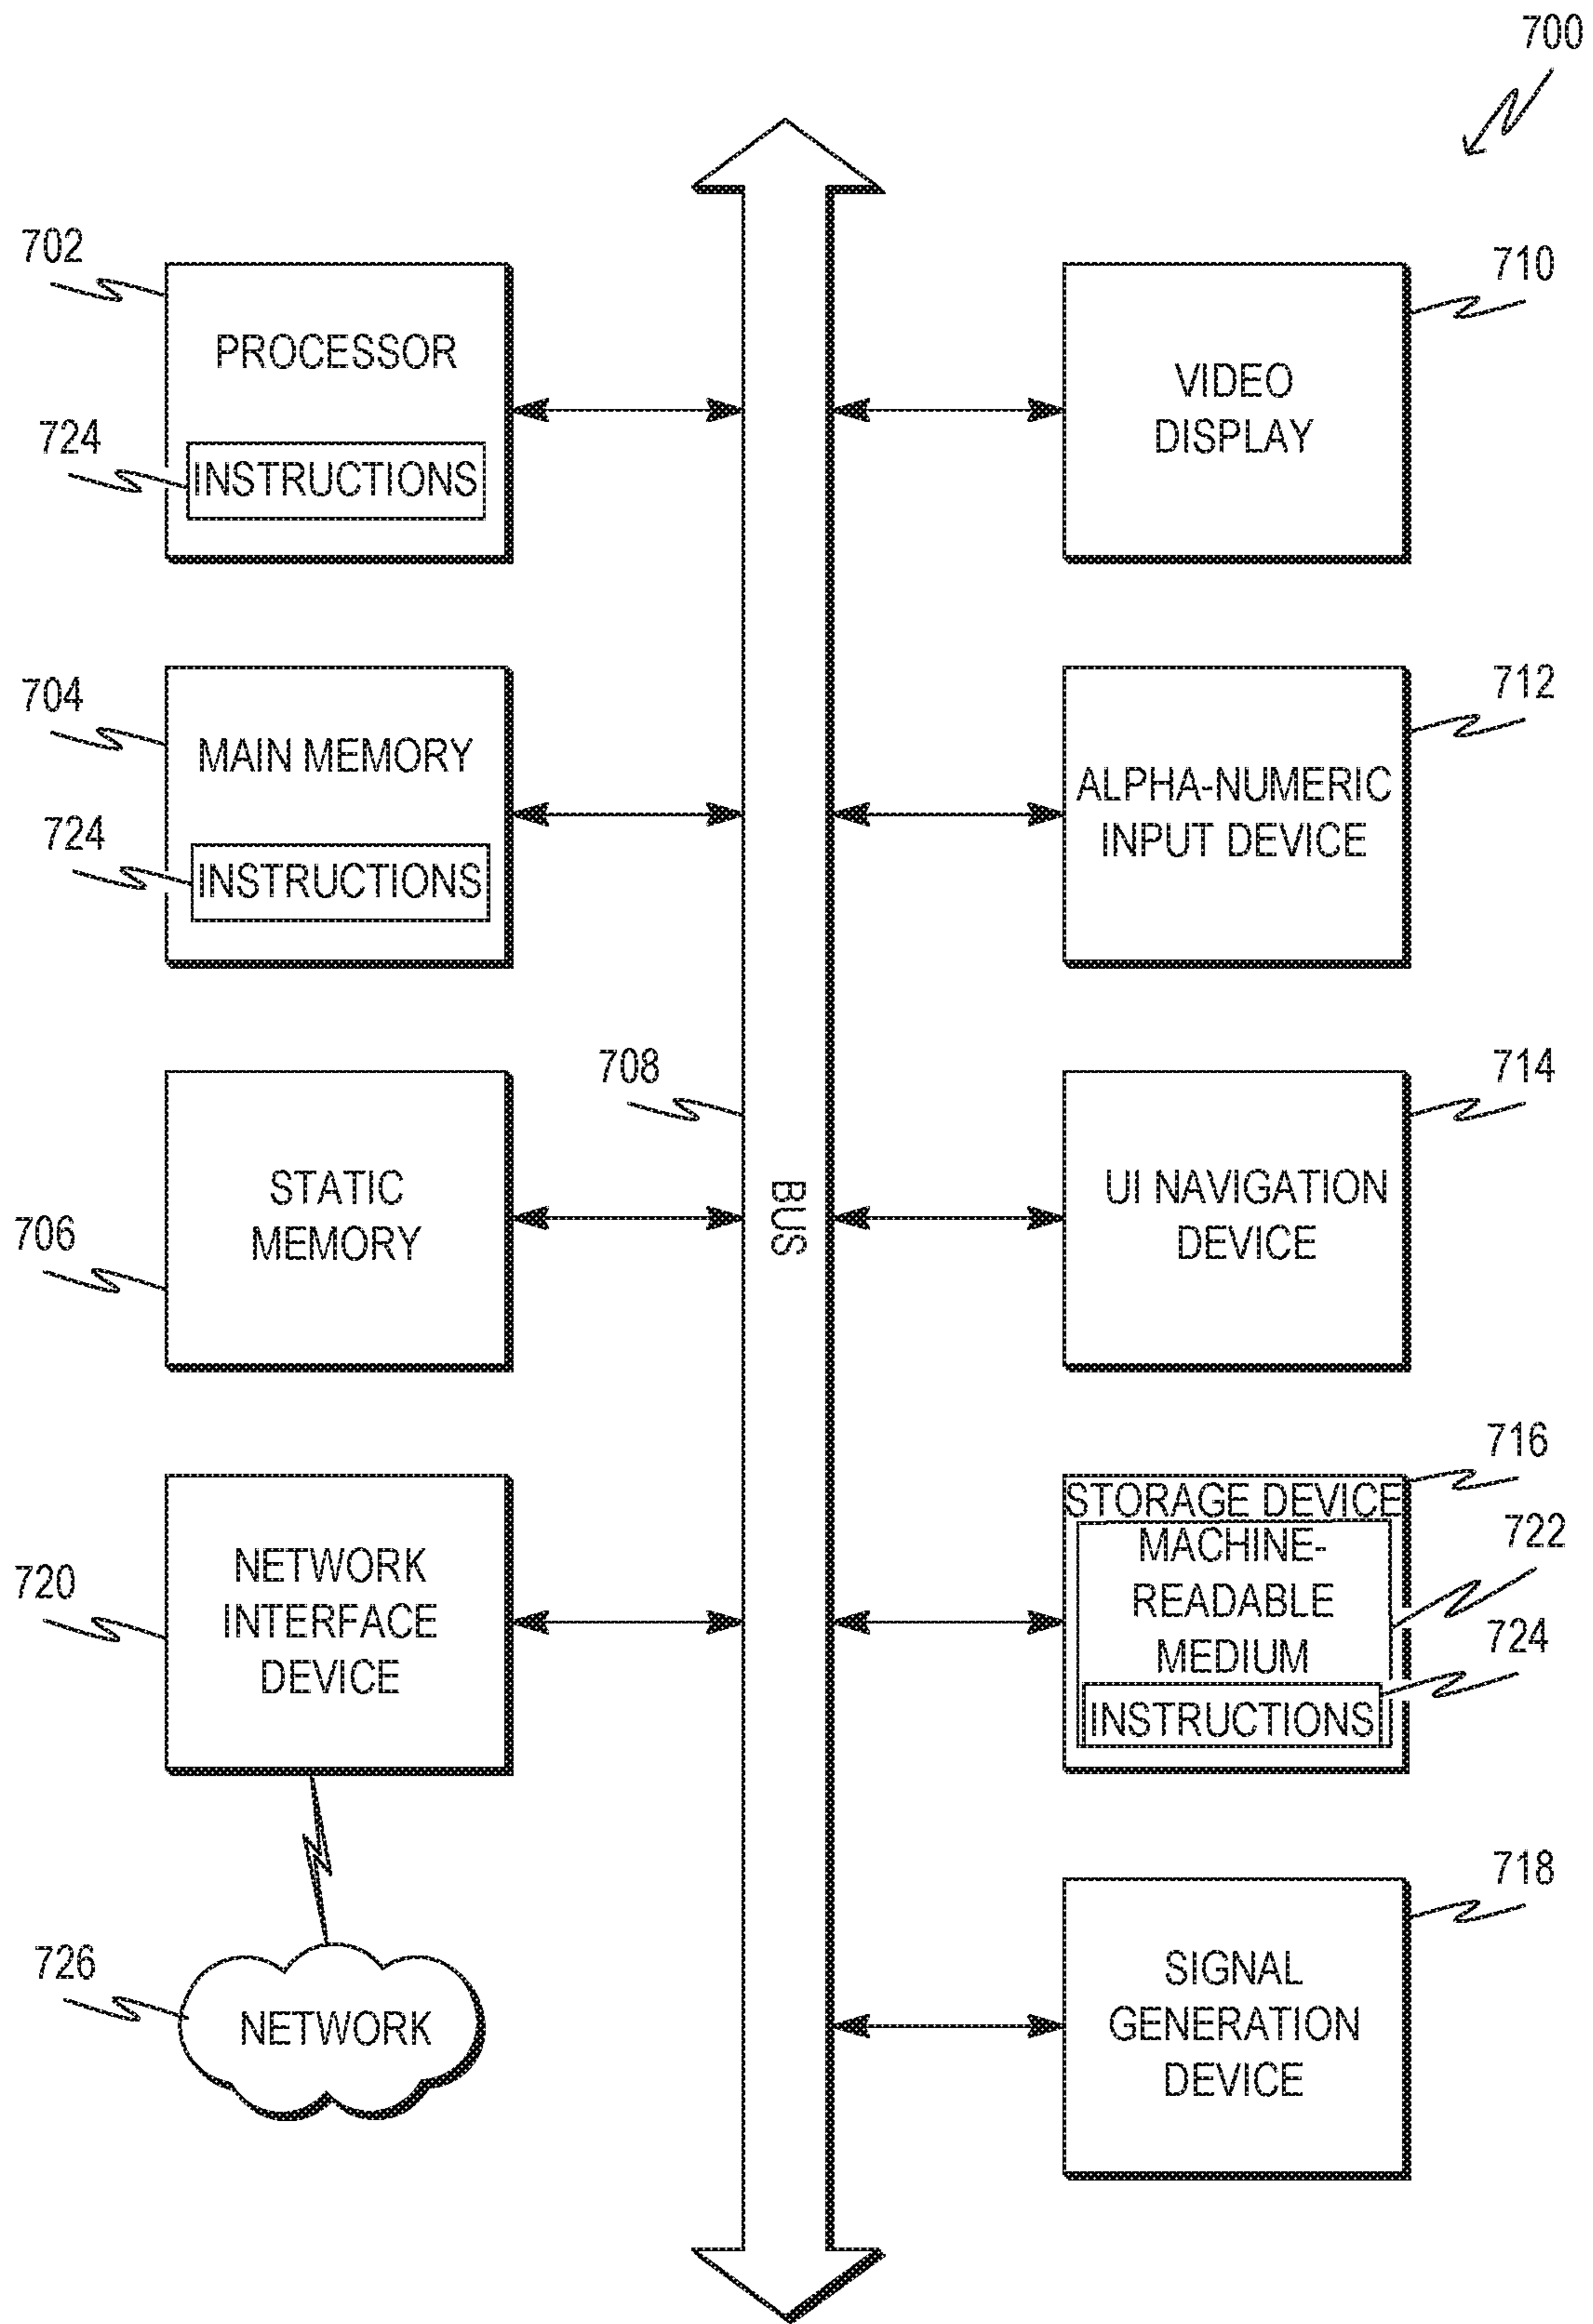 700
702
PROCESSOR
724
INSTRUCTIONS
704
MAIN MEMORY
724
INSTRUCTIONS
706
STATIC
MEMORY
720
NETWORK
INTERFACE
DEVICE
726
NETWORK
708
BUS
710
VIDEO
DISPLAY
712
ALPHA-NUMERIC
INPUT DEVICE
714
UI NAVIGATION
DEVICE
716
STORAGE DEVICE
722
MACHINE-
READABLE
MEDIUM
724
INSTRUCTIONS
718
SIGNAL
GENERATION
DEVICE